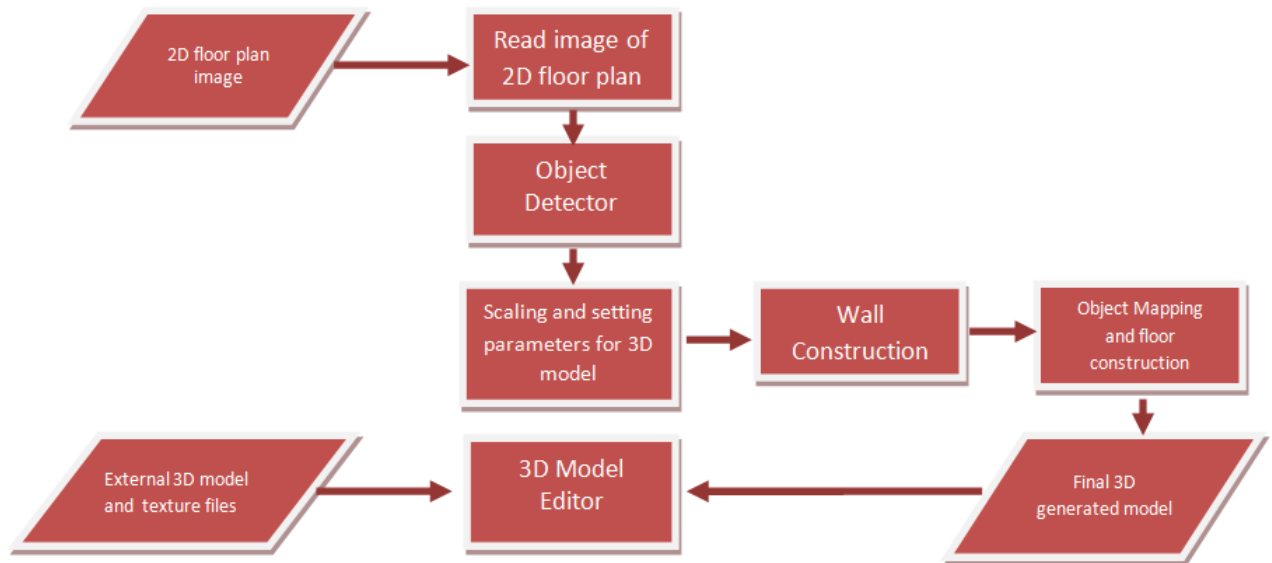 2D floor plan
image
Read image of
2D floor plan
Object
Detector
Scaling and setting
parameters for 3D
model
Wall
Construction
Object Mapping
and floor
construction
External 3D model
and texture files
3D Model
Editor
Final 3D
generated model